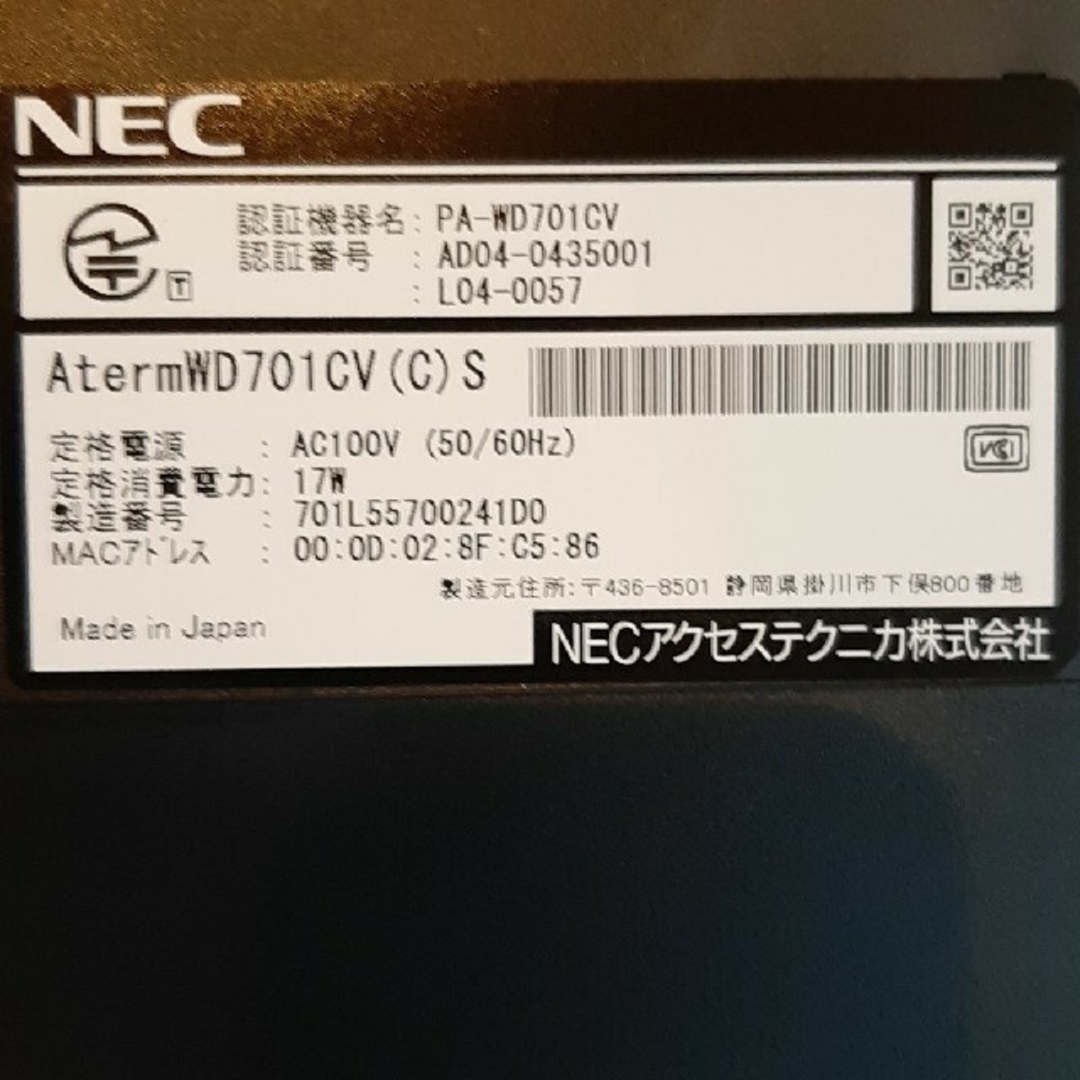 NEC
認証機器名: PA-WD701CV
認証番号 : AD04-0435001
: L04-0057
T
AtermWD701CV(C)S
定格電源 : AC100V (50/60Hz)
VCI
定格消費電力: 17W
製造番号 : 701L55700241D0
MACアドレス : 00:0D:02:8F:C5:86
製造元住所:〒436-8501 静岡県掛川市下俣800番地
Made in Japan
NECアクセステクニカ株式会社